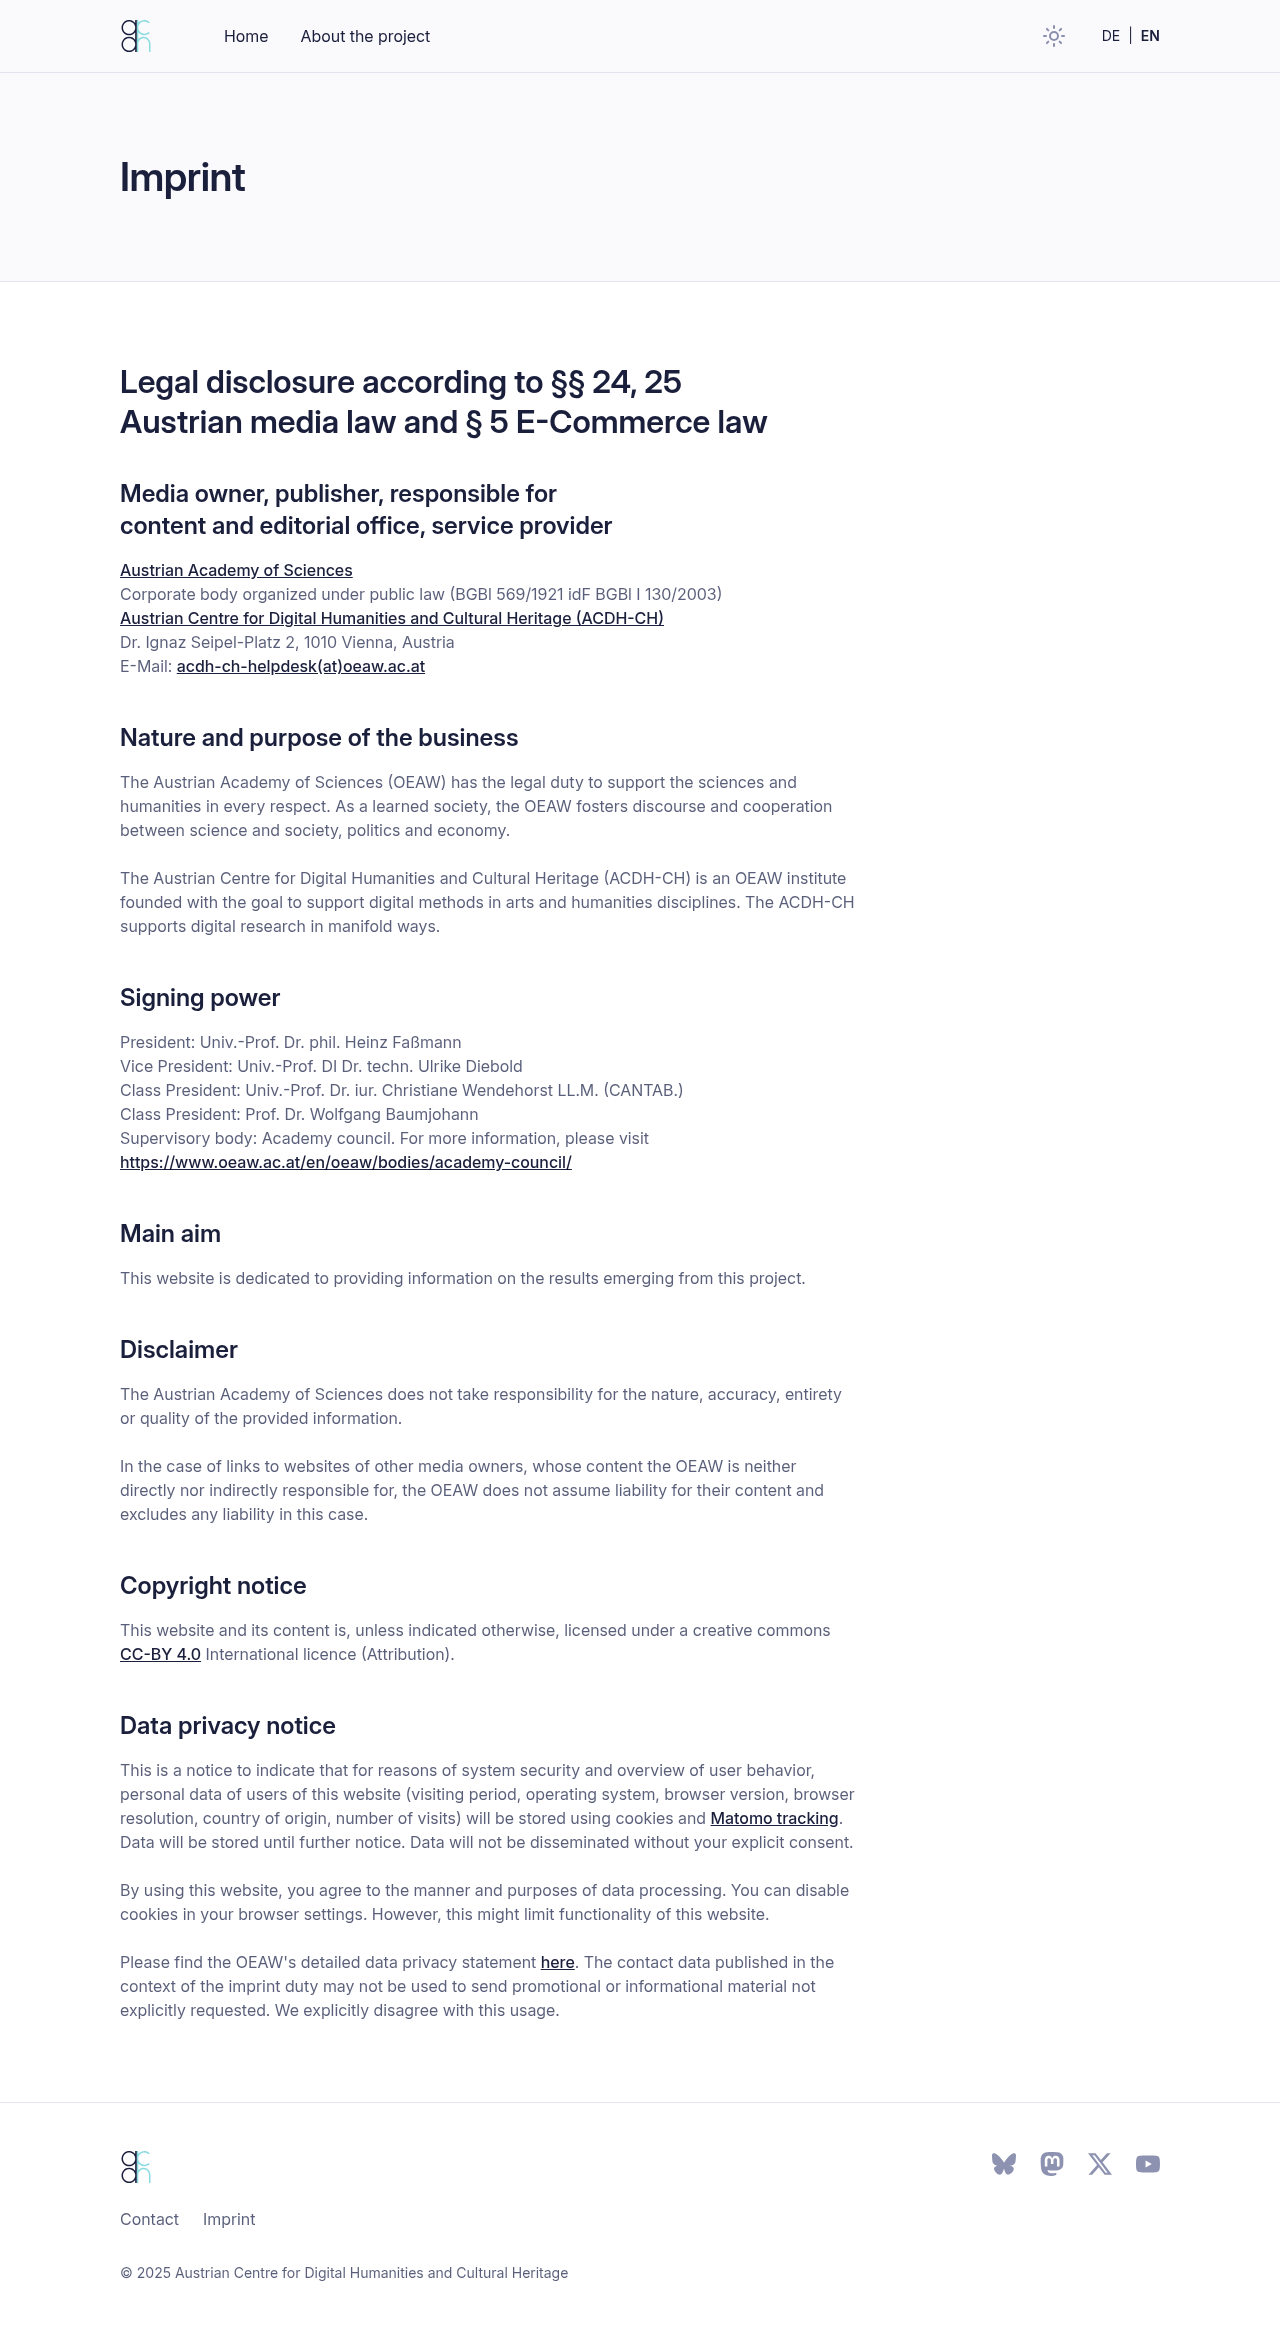 Home
About the project
DE | EN
Imprint
Legal disclosure according to §§ 24, 25
Austrian media law and § 5 E-Commerce law
Media owner, publisher, responsible for
content and editorial office, service provider
Austrian Academy of Sciences
Corporate body organized under public law (BGBl 569/1921 idF BGBl I 130/2003)
Austrian Centre for Digital Humanities and Cultural Heritage (ACDH-CH)
Dr. Ignaz Seipel-Platz 2, 1010 Vienna, Austria
E-Mail: acdh-ch-helpdesk(at)oeaw.ac.at
Nature and purpose of the business
The Austrian Academy of Sciences (OEAW) has the legal duty to support the sciences and
humanities in every respect. As a learned society, the OEAW fosters discourse and cooperation
between science and society, politics and economy.
The Austrian Centre for Digital Humanities and Cultural Heritage (ACDH-CH) is an OEAW institute
founded with the goal to support digital methods in arts and humanities disciplines. The ACDH-CH
supports digital research in manifold ways.
Signing power
President: Univ.-Prof. Dr. phil. Heinz Faßmann
Vice President: Univ.-Prof. DI Dr. techn. Ulrike Diebold
Class President: Univ.-Prof. Dr. iur. Christiane Wendehorst LL.M. (CANTAB.)
Class President: Prof. Dr. Wolfgang Baumjohann
Supervisory body: Academy council. For more information, please visit
https://www.oeaw.ac.at/en/oeaw/bodies/academy-council/
Main aim
This website is dedicated to providing information on the results emerging from this project.
Disclaimer
The Austrian Academy of Sciences does not take responsibility for the nature, accuracy, entirety
or quality of the provided information.
In the case of links to websites of other media owners, whose content the OEAW is neither
directly nor indirectly responsible for, the OEAW does not assume liability for their content and
excludes any liability in this case.
Copyright notice
This website and its content is, unless indicated otherwise, licensed under a creative commons
CC-BY 4.0 International licence (Attribution).
Data privacy notice
This is a notice to indicate that for reasons of system security and overview of user behavior,
personal data of users of this website (visiting period, operating system, browser version, browser
resolution, country of origin, number of visits) will be stored using cookies and Matomo tracking.
Data will be stored until further notice. Data will not be disseminated without your explicit consent.
By using this website, you agree to the manner and purposes of data processing. You can disable
cookies in your browser settings. However, this might limit functionality of this website.
Please find the OEAW's detailed data privacy statement here. The contact data published in the
context of the imprint duty may not be used to send promotional or informational material not
explicitly requested. We explicitly disagree with this usage.
Contact
Imprint
© 2025 Austrian Centre for Digital Humanities and Cultural Heritage